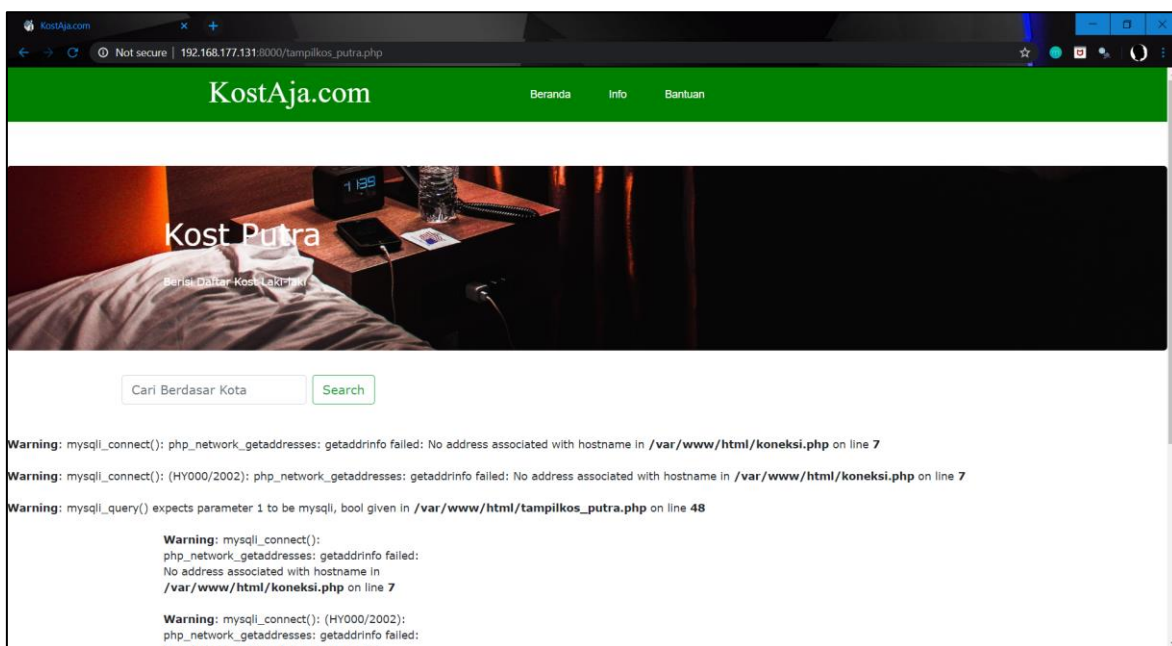 KostAja.com
Not secure | 192.168.177.131:8000/tampilkos_putra.php
KostAja.com Beranda Info Bantuan
1139
Kost Putra
Berisi Daftar Kost Laki-laki
Cari Berdasar Kota Search
Warning: mysqli_connect(): php_network_getaddresses: getaddrinfo failed: No address associated with hostname in /var/www/html/koneksi.php on line 7
Warning: mysqli_connect(): (HY000/2002): php_network_getaddresses: getaddrinfo failed: No address associated with hostname in /var/www/html/koneksi.php on line 7
Warning: mysqli_query() expects parameter 1 to be mysqli, bool given in /var/www/html/tampilkos_putra.php on line 48
Warning: mysqli_connect():
php_network_getaddresses: getaddrinfo failed:
No address associated with hostname in
/var/www/html/koneksi.php on line 7
Warning: mysqli_connect(): (HY000/2002):
php_network_getaddresses: getaddrinfo failed: